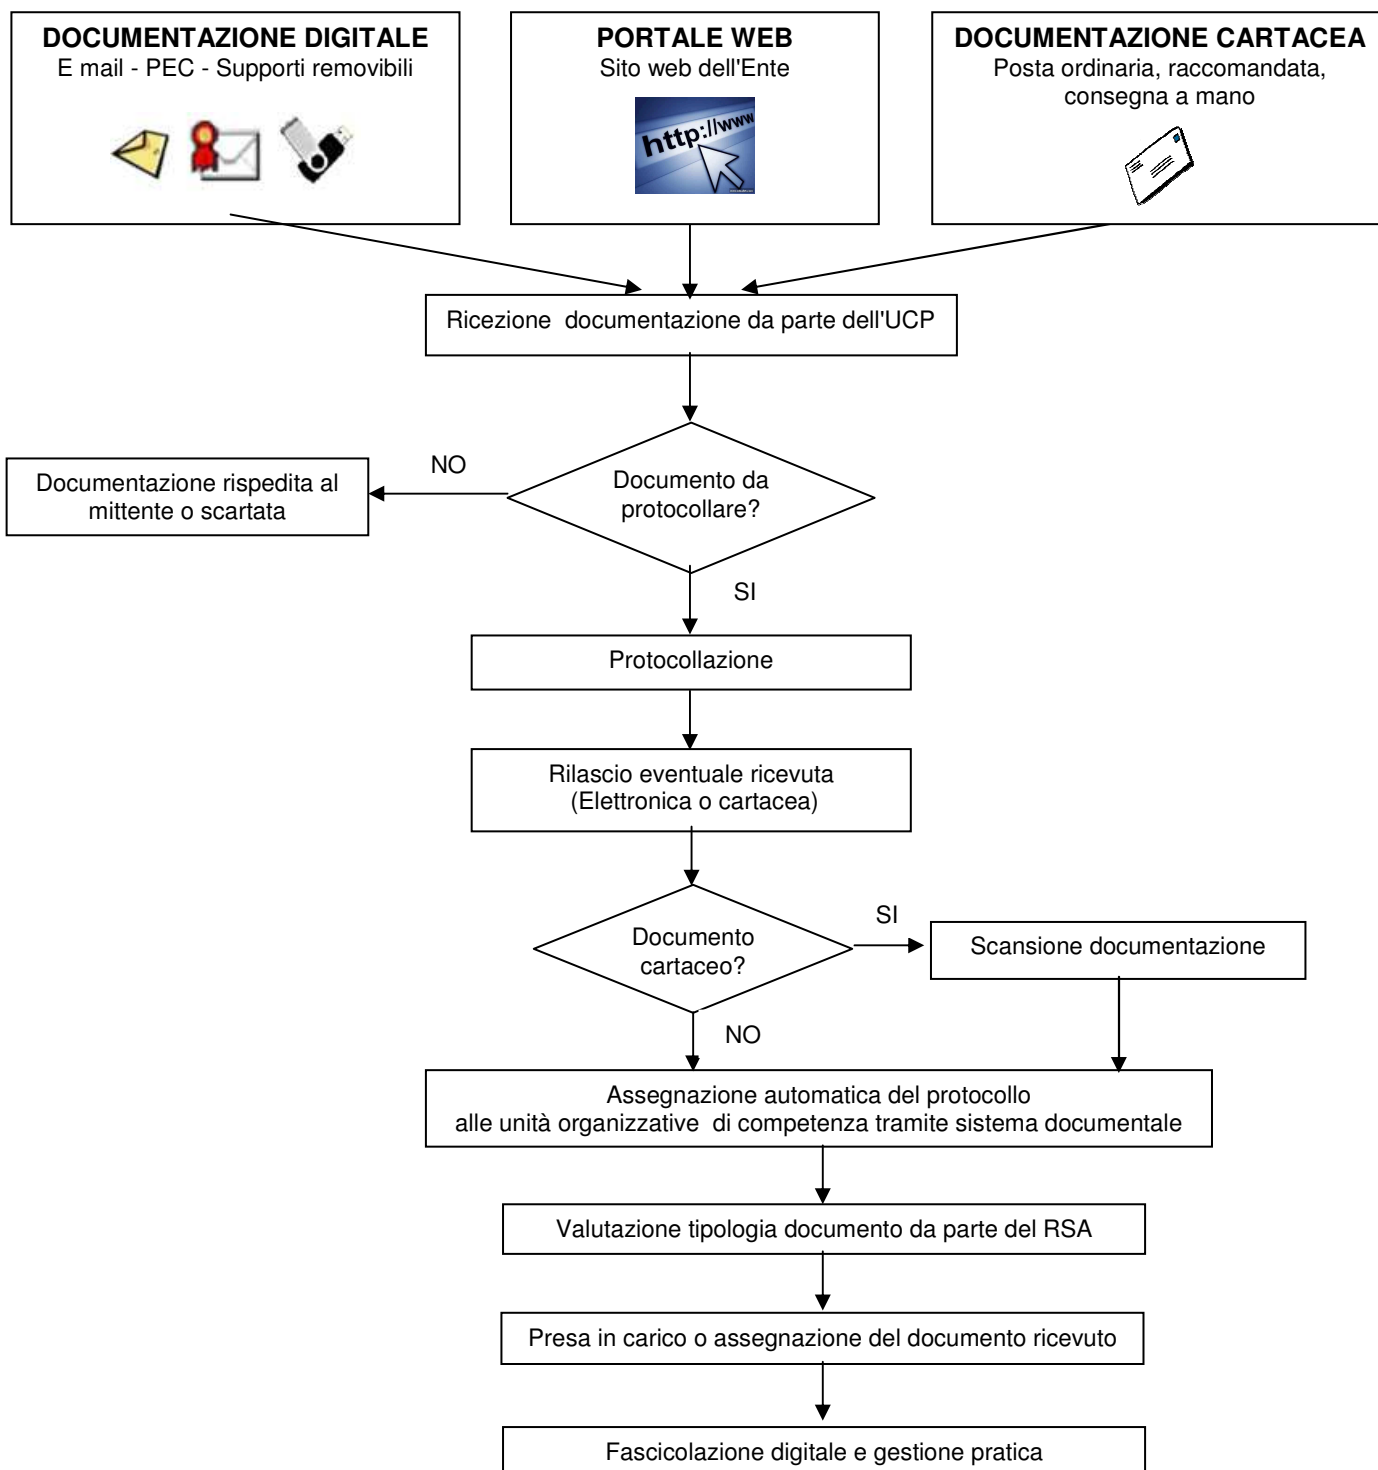 DOCUMENTAZIONE DIGITALE
E mail - PEC - Supporti removibili
PORTALE WEB
Sito web dell'Ente
http://www
DOCUMENTAZIONE CARTACEA
Posta ordinaria, raccomandata,
consegna a mano
Ricezione documentazione da parte dell'UCP
Documento da
protocollare?
NO
Documentazione rispedita al
mittente o scartata
SI
Protocollazione
Rilascio eventuale ricevuta
(Elettronica o cartacea)
Documento
cartaceo?
SI
Scansione documentazione
NO
Assegnazione automatica del protocollo
alle unità organizzative di competenza tramite sistema documentale
Valutazione tipologia documento da parte del RSA
Presa in carico o assegnazione del documento ricevuto
Fascicolazione digitale e gestione pratica